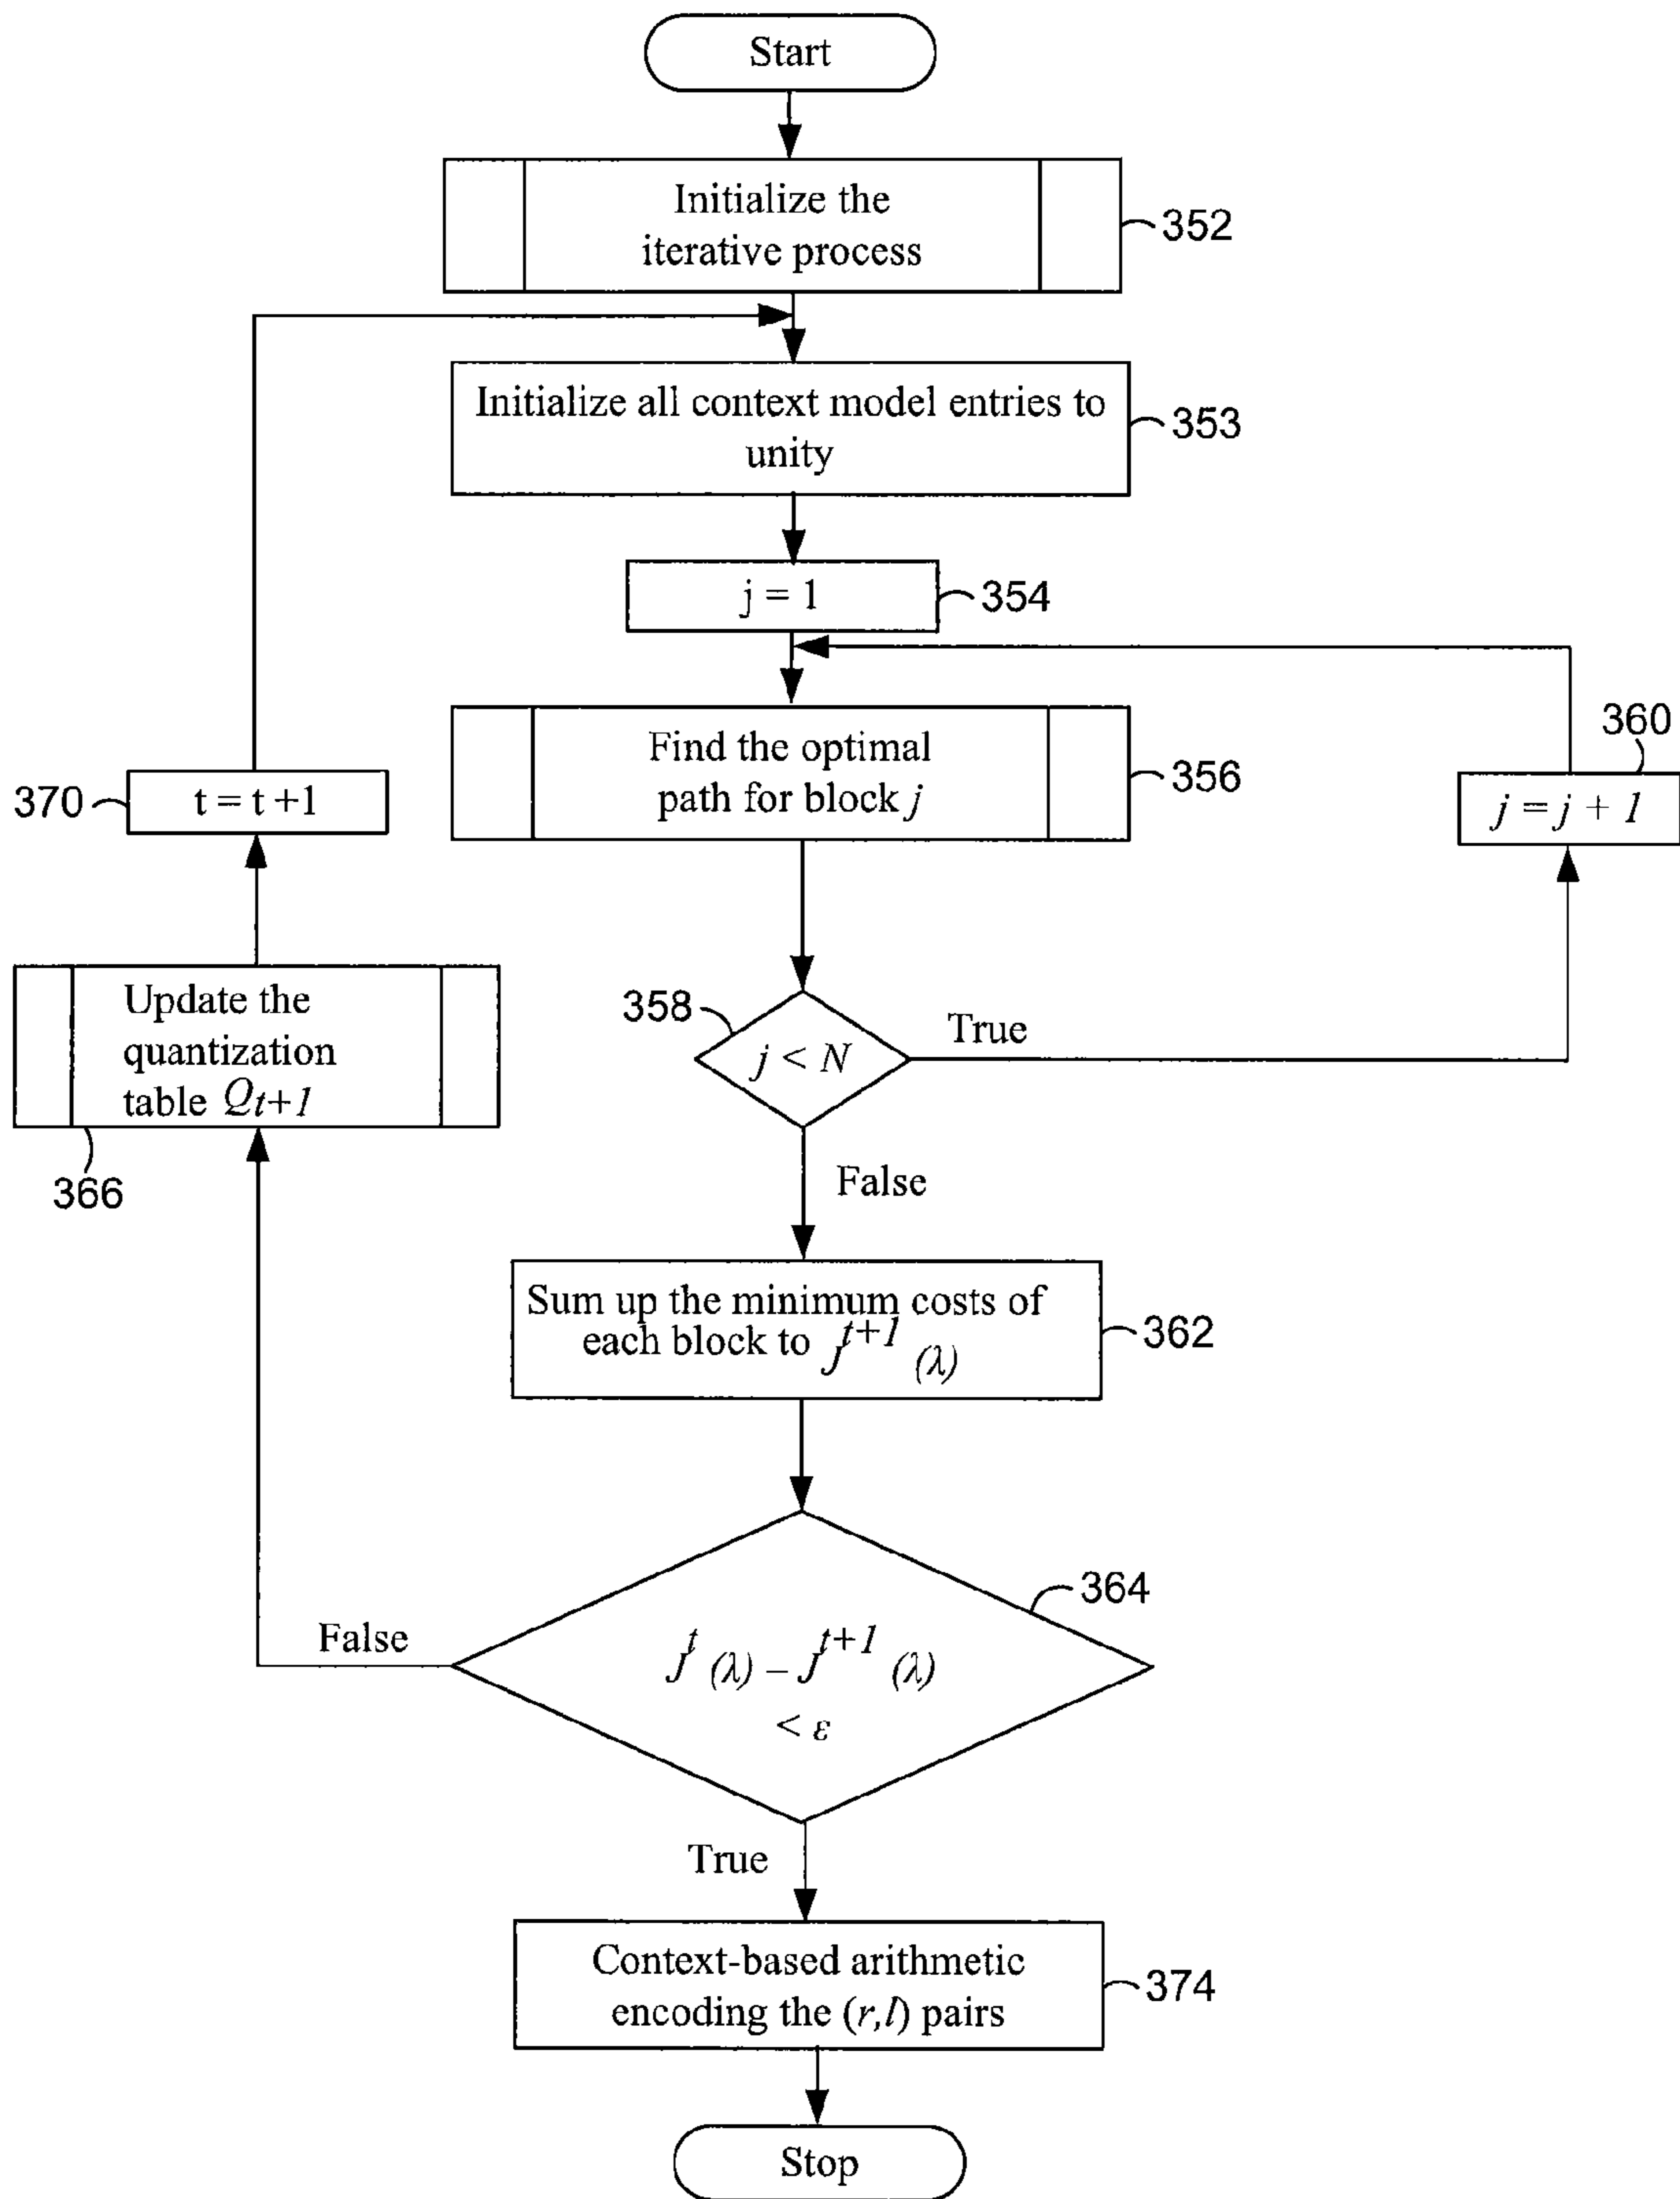 Start
Initialize the
iterative process
352
Initialize all context model entries to
unity
353
j = 1
354
Find the optimal
path for block j
356
360
j = j + 1
370
t = t +1
Update the
quantization
table Qt+1
366
358
j < N
True
False
Sum up the minimum costs of
each block to J^{t+1} (λ)
362
364
False
J^t (λ) – J^{t+1} (λ)
< ε
True
Context-based arithmetic
encoding the (r,l) pairs
374
Stop